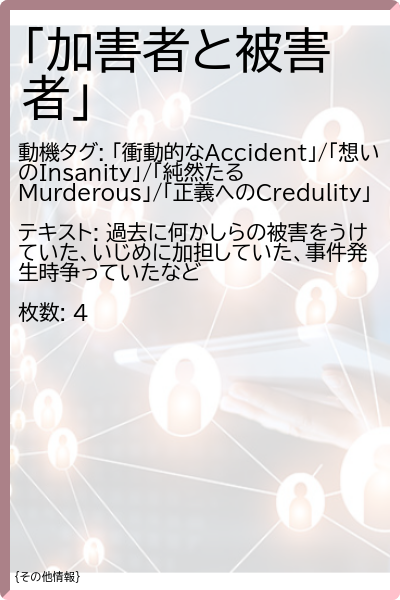 「加害者と被害
者」
動機タグ: 「衝動的なAccident」/「想い
のInsanity」/「純然たる
Murderous」/「正義へのCredulity」
テキスト: 過去に何かしらの被害をうけ
ていた、いじめに加担していた、事件発
生時争っていたなど
枚数: 4
{その他情報}